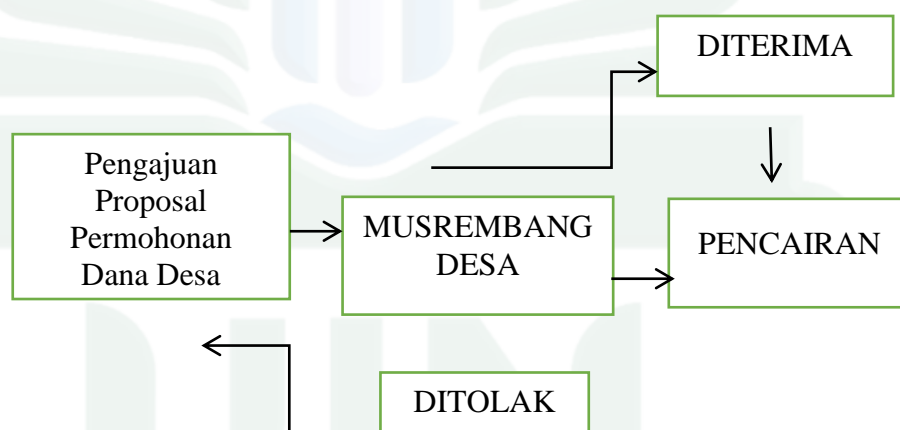 DITERIMA
Pengajuan
Proposal
Permohonan
Dana Desa
MUSREMBANG
DESA
PENCAIRAN
DITOLAK